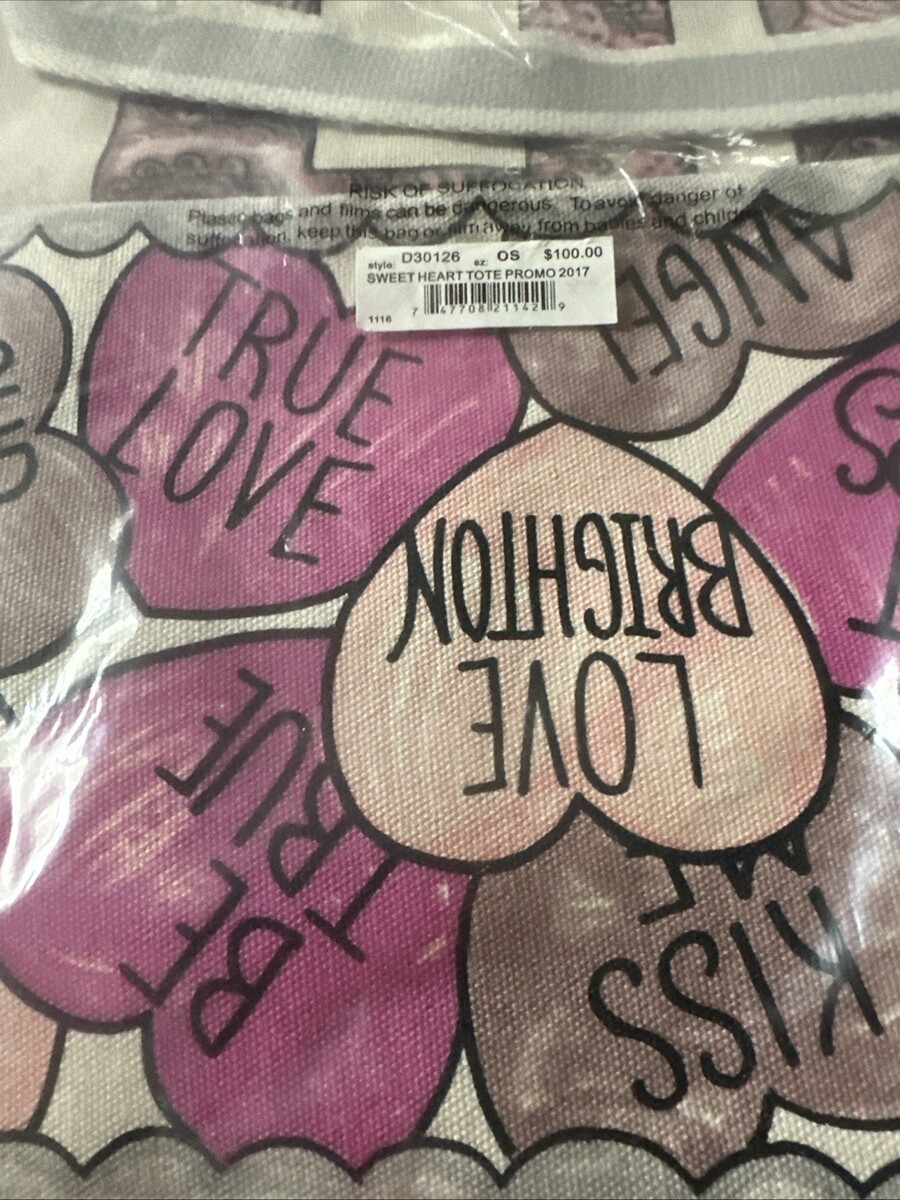 RISK OF SUFFOCATION
Plastic bags and films can be dangerous. To avoid danger of
suffocation, keep this bag or film away from babies and children
style: D30126 sz: OS $100.00
SWEET HEART TOTE PROMO 2017
7 47708 21142 9
1116
ANGEL
TRUE
LOVE
LOVE
BRIGHTON
BE
TRUE
KISS
ME